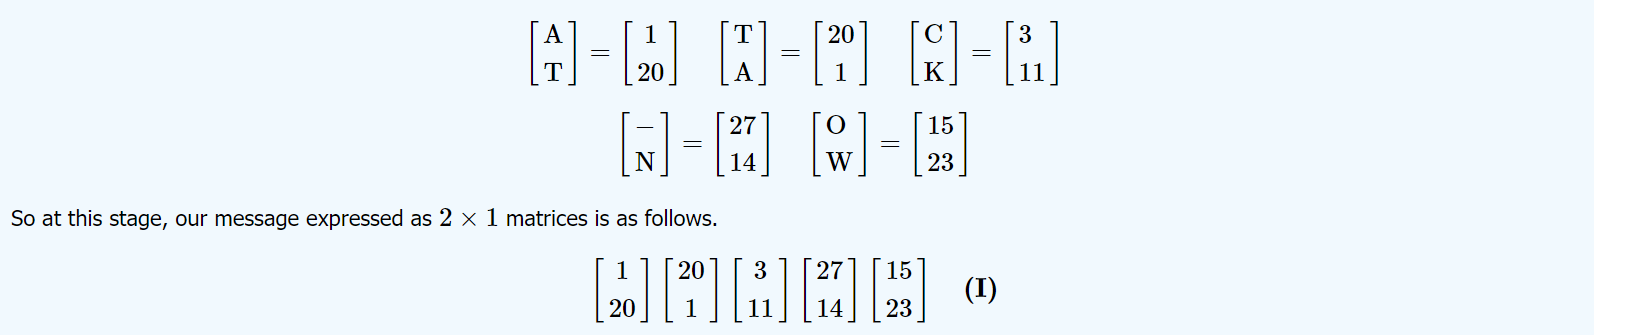 [A T] = [1 20] [T A] = [20 1] [C K] = [3 11]
[− N] = [27 14] [O W] = [15 23]
So at this stage, our message expressed as 2 × 1 matrices is as follows.
[1 20] [20 1] [3 11] [27 14] [15 23] (I)